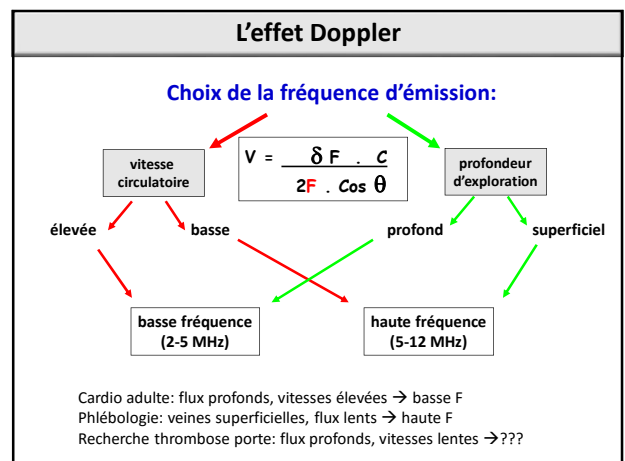 L'effet Doppler
Choix de la fréquence d'émission:
vitesse
circulatoire
V = δ F . C
2F . Cos θ
profondeur
d'exploration
élevée
basse
profond
superficiel
basse fréquence
(2-5 MHz)
haute fréquence
(5-12 MHz)
Cardio adulte: flux profonds, vitesses élevées → basse F
Phlébologie: veines superficielles, flux lents → haute F
Recherche thrombose porte: flux profonds, vitesses lentes →???